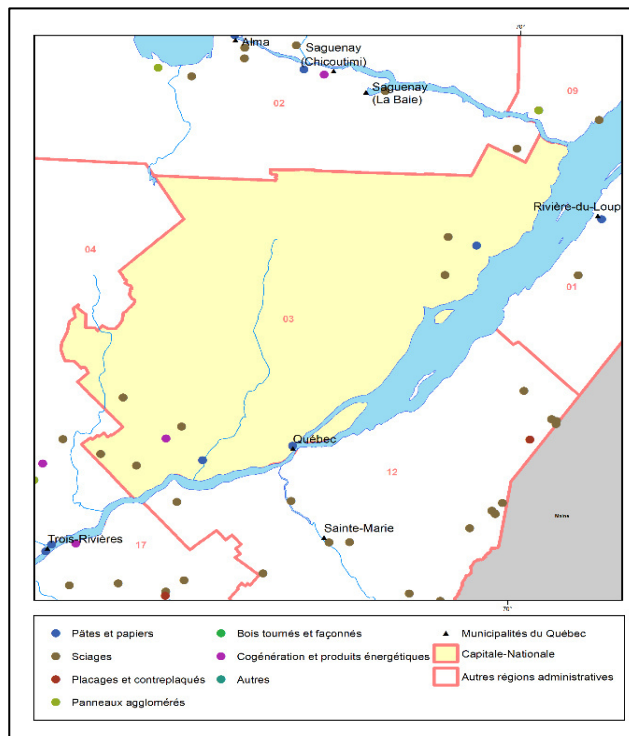 70°
Alma
Saguenay
(Chicoutimi)
Saguenay
(La Baie)
02
09
Rivière-du-Loup
04
01
03
Québec
12
Sainte-Marie
Maine
Trois-Rivières
17
70°
Pâtes et papiers
Sciages
Placages et contreplaqués
Panneaux agglomérés
Bois tournés et façonnés
Cogénération et produits énergétiques
Autres
Municipalités du Québec
Capitale-Nationale
Autres régions administratives